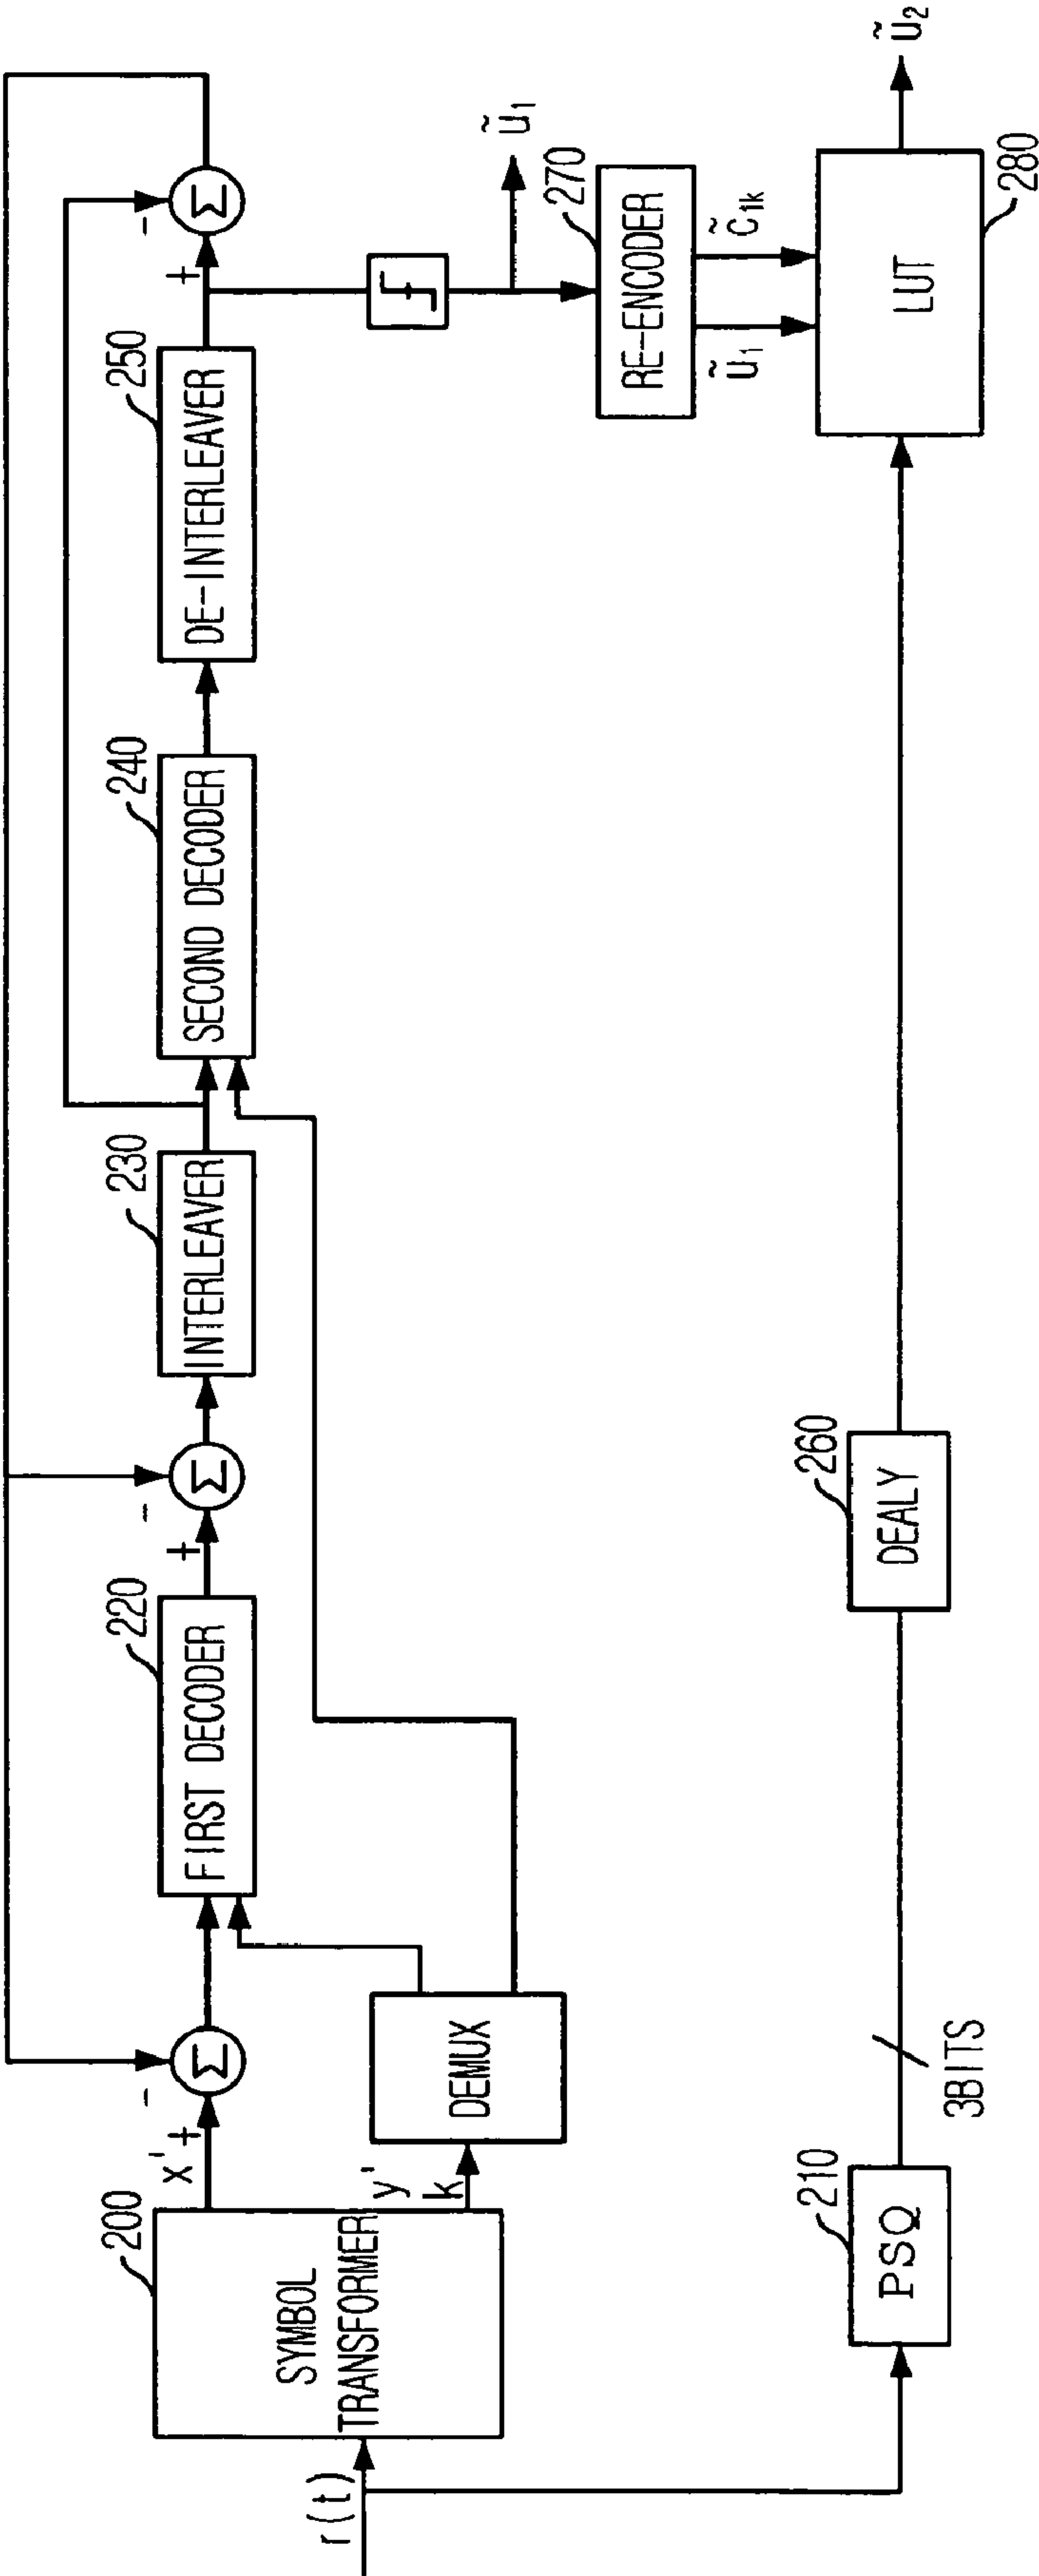 r(t)
200
SYMBOL
TRANSFORMER
x'
+
-
Σ
y'
k
DEMUX
220
FIRST DECODER
+
-
Σ
230
INTERLEAVER
240
SECOND DECODER
250
DE-INTERLEAVER
+
-
Σ
ũ₁
270
RE-ENCODER
ũ₁
c̃₁ₖ
210
PSQ
3BITS
260
DEALY
LUT
280
ũ₂